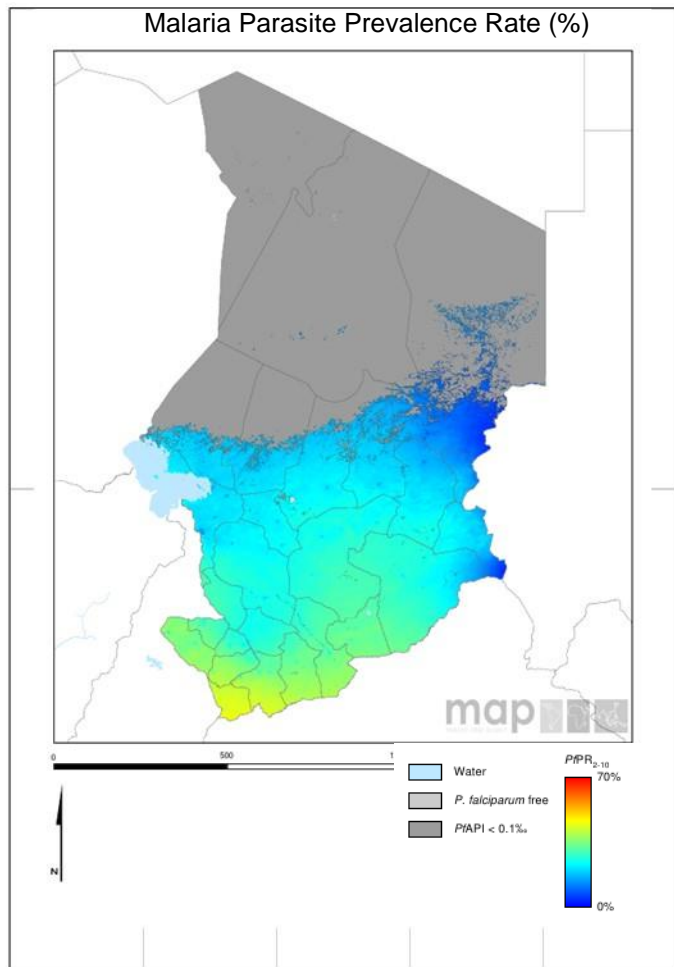 Malaria Parasite Prevalence Rate (%)
map
0 500
N
Water
P. falciparum free
PfAPI < 0.1‰
PfPR2-10
70%
0%